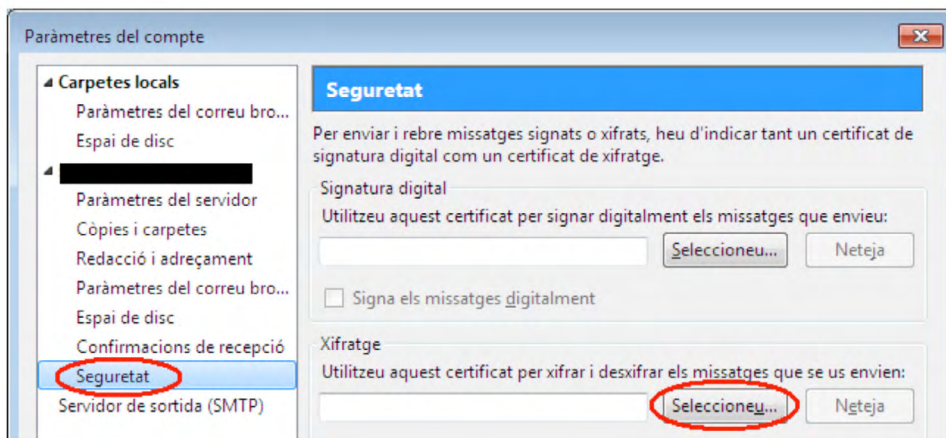 Paràmetres del compte
Carpetes locals
Paràmetres del correu bro...
Espai de disc
Paràmetres del servidor
Còpies i carpetes
Redacció i adreçament
Paràmetres del correu bro...
Espai de disc
Confirmacions de recepció
Seguretat
Servidor de sortida (SMTP)
Seguretat
Per enviar i rebre missatges signats o xifrats, heu d'indicar tant un certificat de
signatura digital com un certificat de xifratge.
Signatura digital
Utilitzeu aquest certificat per signar digitalment els missatges que envieu:
Seleccioneu... Neteja
Signa els missatges digitalment
Xifratge
Utilitzeu aquest certificat per xifrar i desxifrar els missatges que se us envien:
Seleccioneu... Neteja